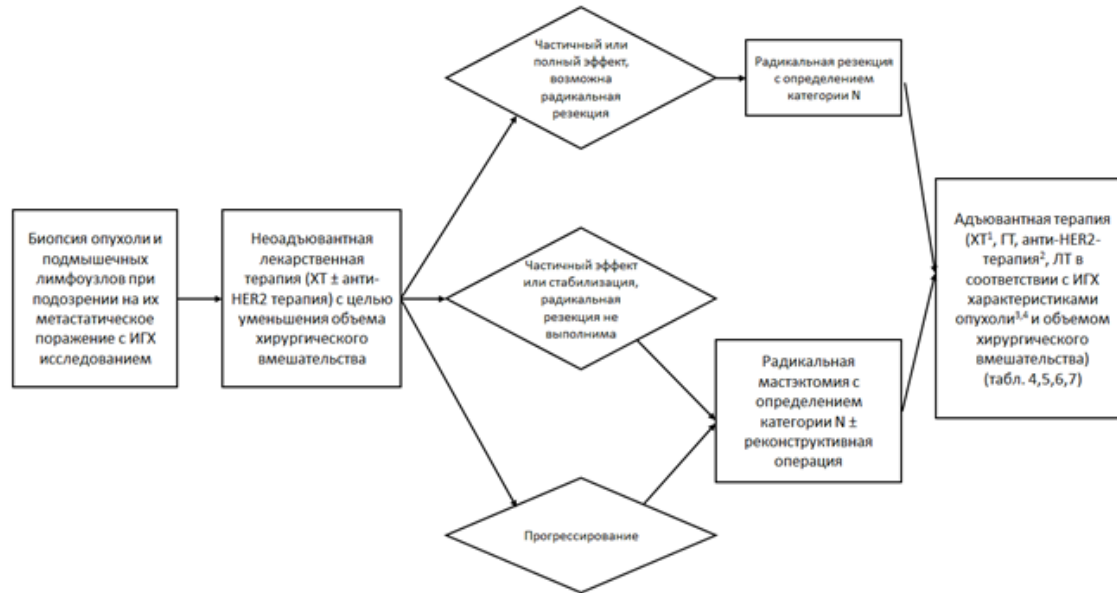 Биопсия опухоли и
подмышечных
лимфоузлов при
подозрении на их
метастатическое
поражение с ИГХ
исследованием
Неоадъювантная
лекарственная
терапия (ХТ ± анти-
HER2 терапия) с целью
уменьшения объема
хирургического
вмешательства
Частичный или
полный эффект,
возможна
радикальная
резекция
Частичный эффект
или стабилизация,
радикальная
резекция не
выполнима
Прогрессирование
Радикальная резекция
с определением
категории N
Радикальная
мастэктомия с
определением
категории N ±
реконструктивная
операция
Адъювантная терапия
(ХТ¹, ГТ, анти-HER2-
терапия², ЛТ в
соответствии с ИГХ
характеристиками
опухоли³,⁴ и объемом
хирургического
вмешательства)
(табл. 4,5,6,7)